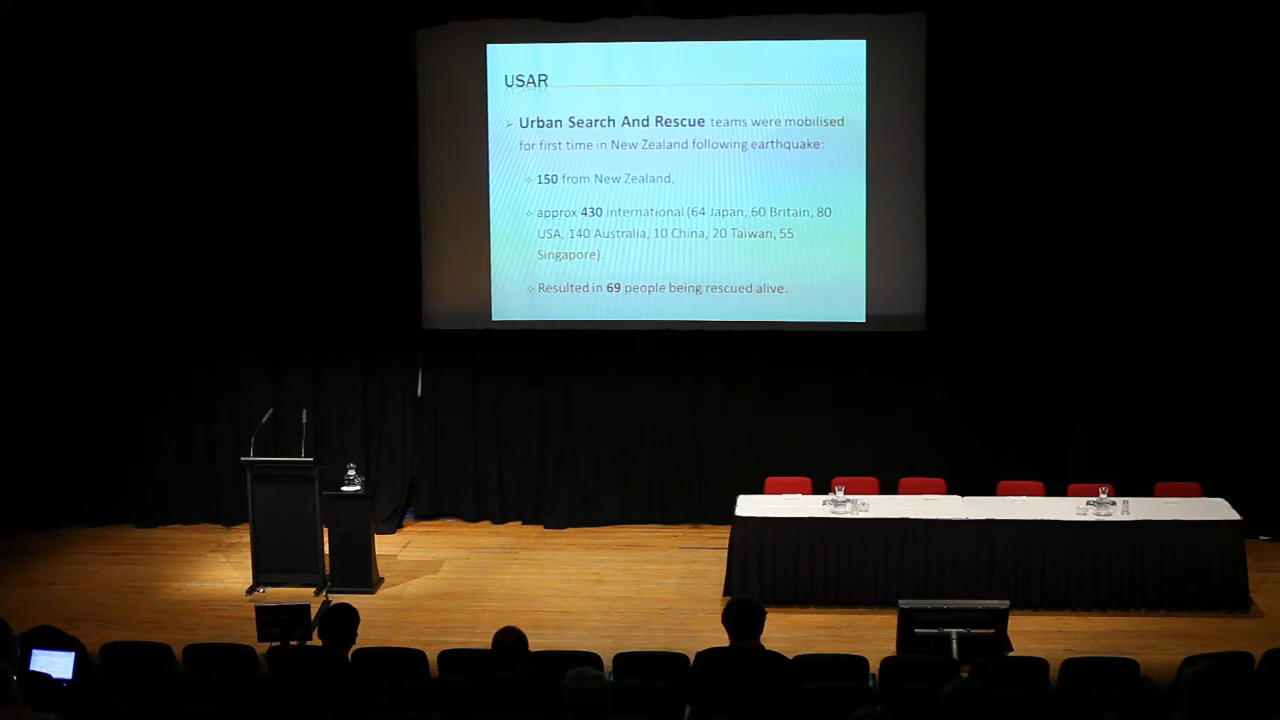 USAR
Urban Search And Rescue teams were mobilised
for first time in New Zealand following earthquake:
150 from New Zealand,
approx 430 international (64 Japan, 60 Britain, 80
USA, 140 Australia, 10 China, 20 Taiwan, 55
Singapore).
Resulted in 69 people being rescued alive.